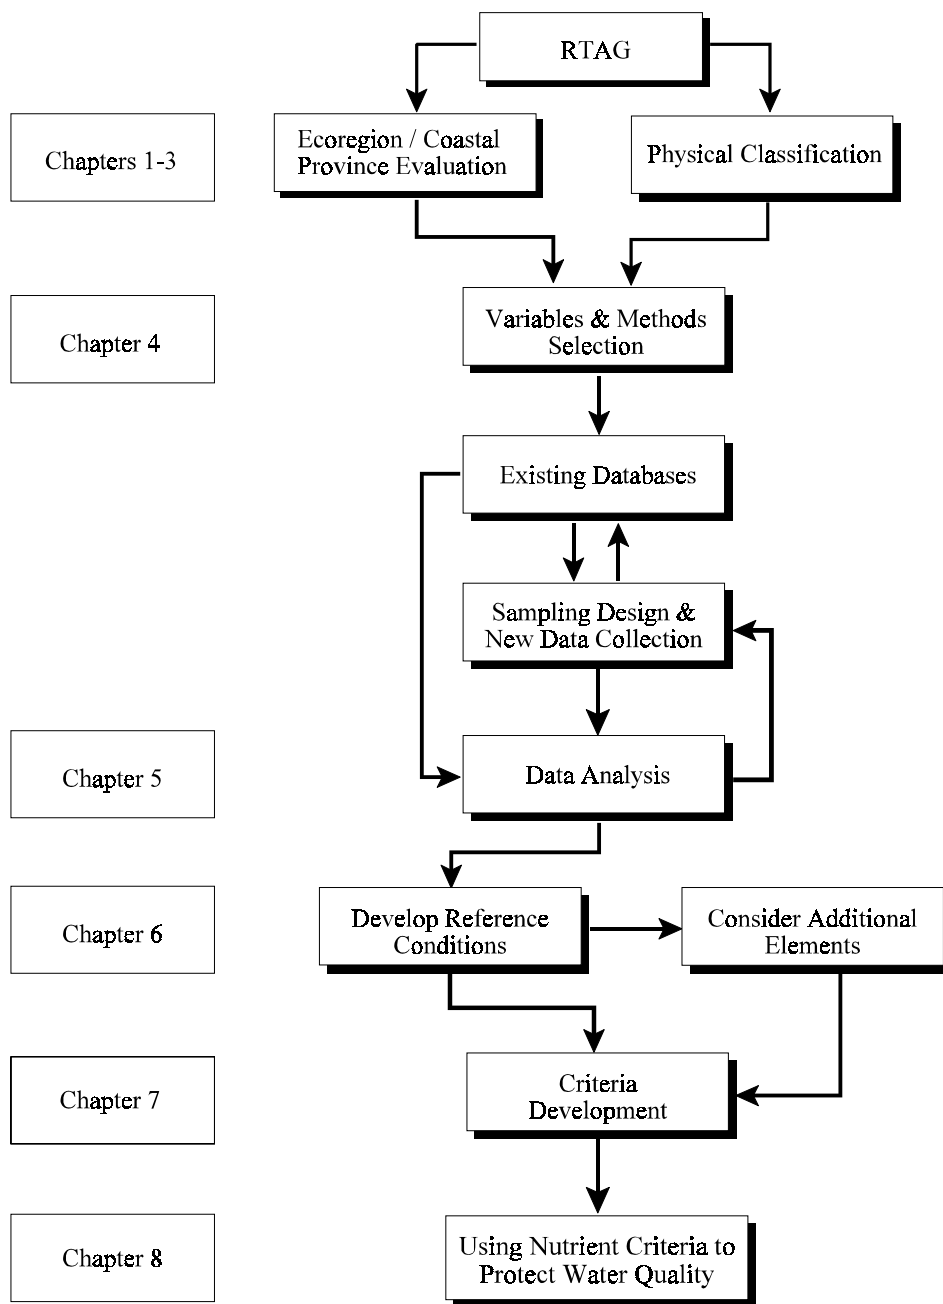 RTAG
Chapters 1-3
Ecoregion / Coastal
Province Evaluation
Physical Classification
Chapter 4
Variables & Methods
Selection
Existing Databases
Sampling Design &
New Data Collection
Chapter 5
Data Analysis
Chapter 6
Develop Reference
Conditions
Consider Additional
Elements
Chapter 7
Criteria
Development
Chapter 8
Using Nutrient Criteria to
Protect Water Quality